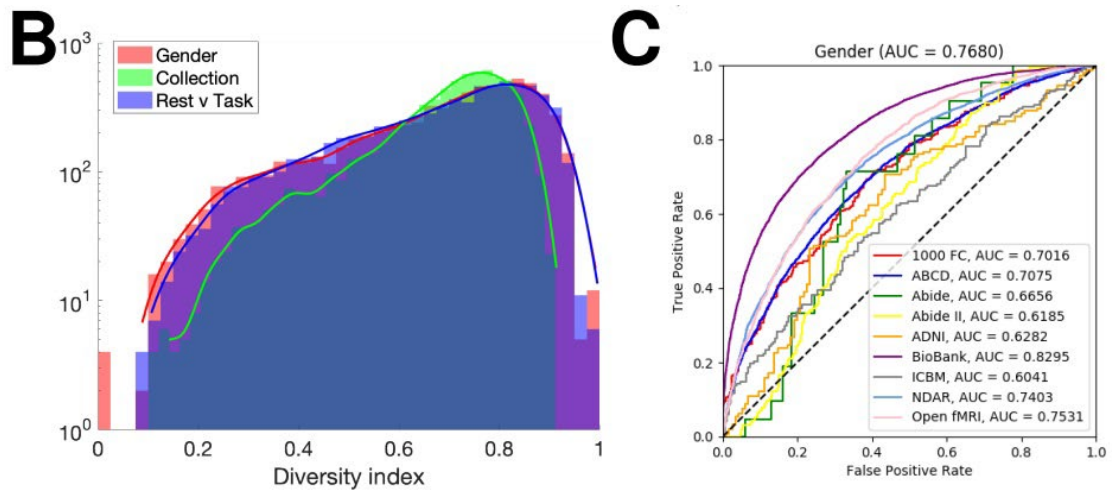 B
10³
10²
10¹
10⁰
Gender
Collection
Rest v Task
0
0.2
0.4
0.6
0.8
1
Diversity index
C
Gender (AUC = 0.7680)
1.0
0.8
0.6
0.4
0.2
0.0
True Positive Rate
1000 FC, AUC = 0.7016
ABCD, AUC = 0.7075
Abide, AUC = 0.6656
Abide II, AUC = 0.6185
ADNI, AUC = 0.6282
BioBank, AUC = 0.8295
ICBM, AUC = 0.6041
NDAR, AUC = 0.7403
Open fMRI, AUC = 0.7531
0.0
0.2
0.4
0.6
0.8
1.0
False Positive Rate